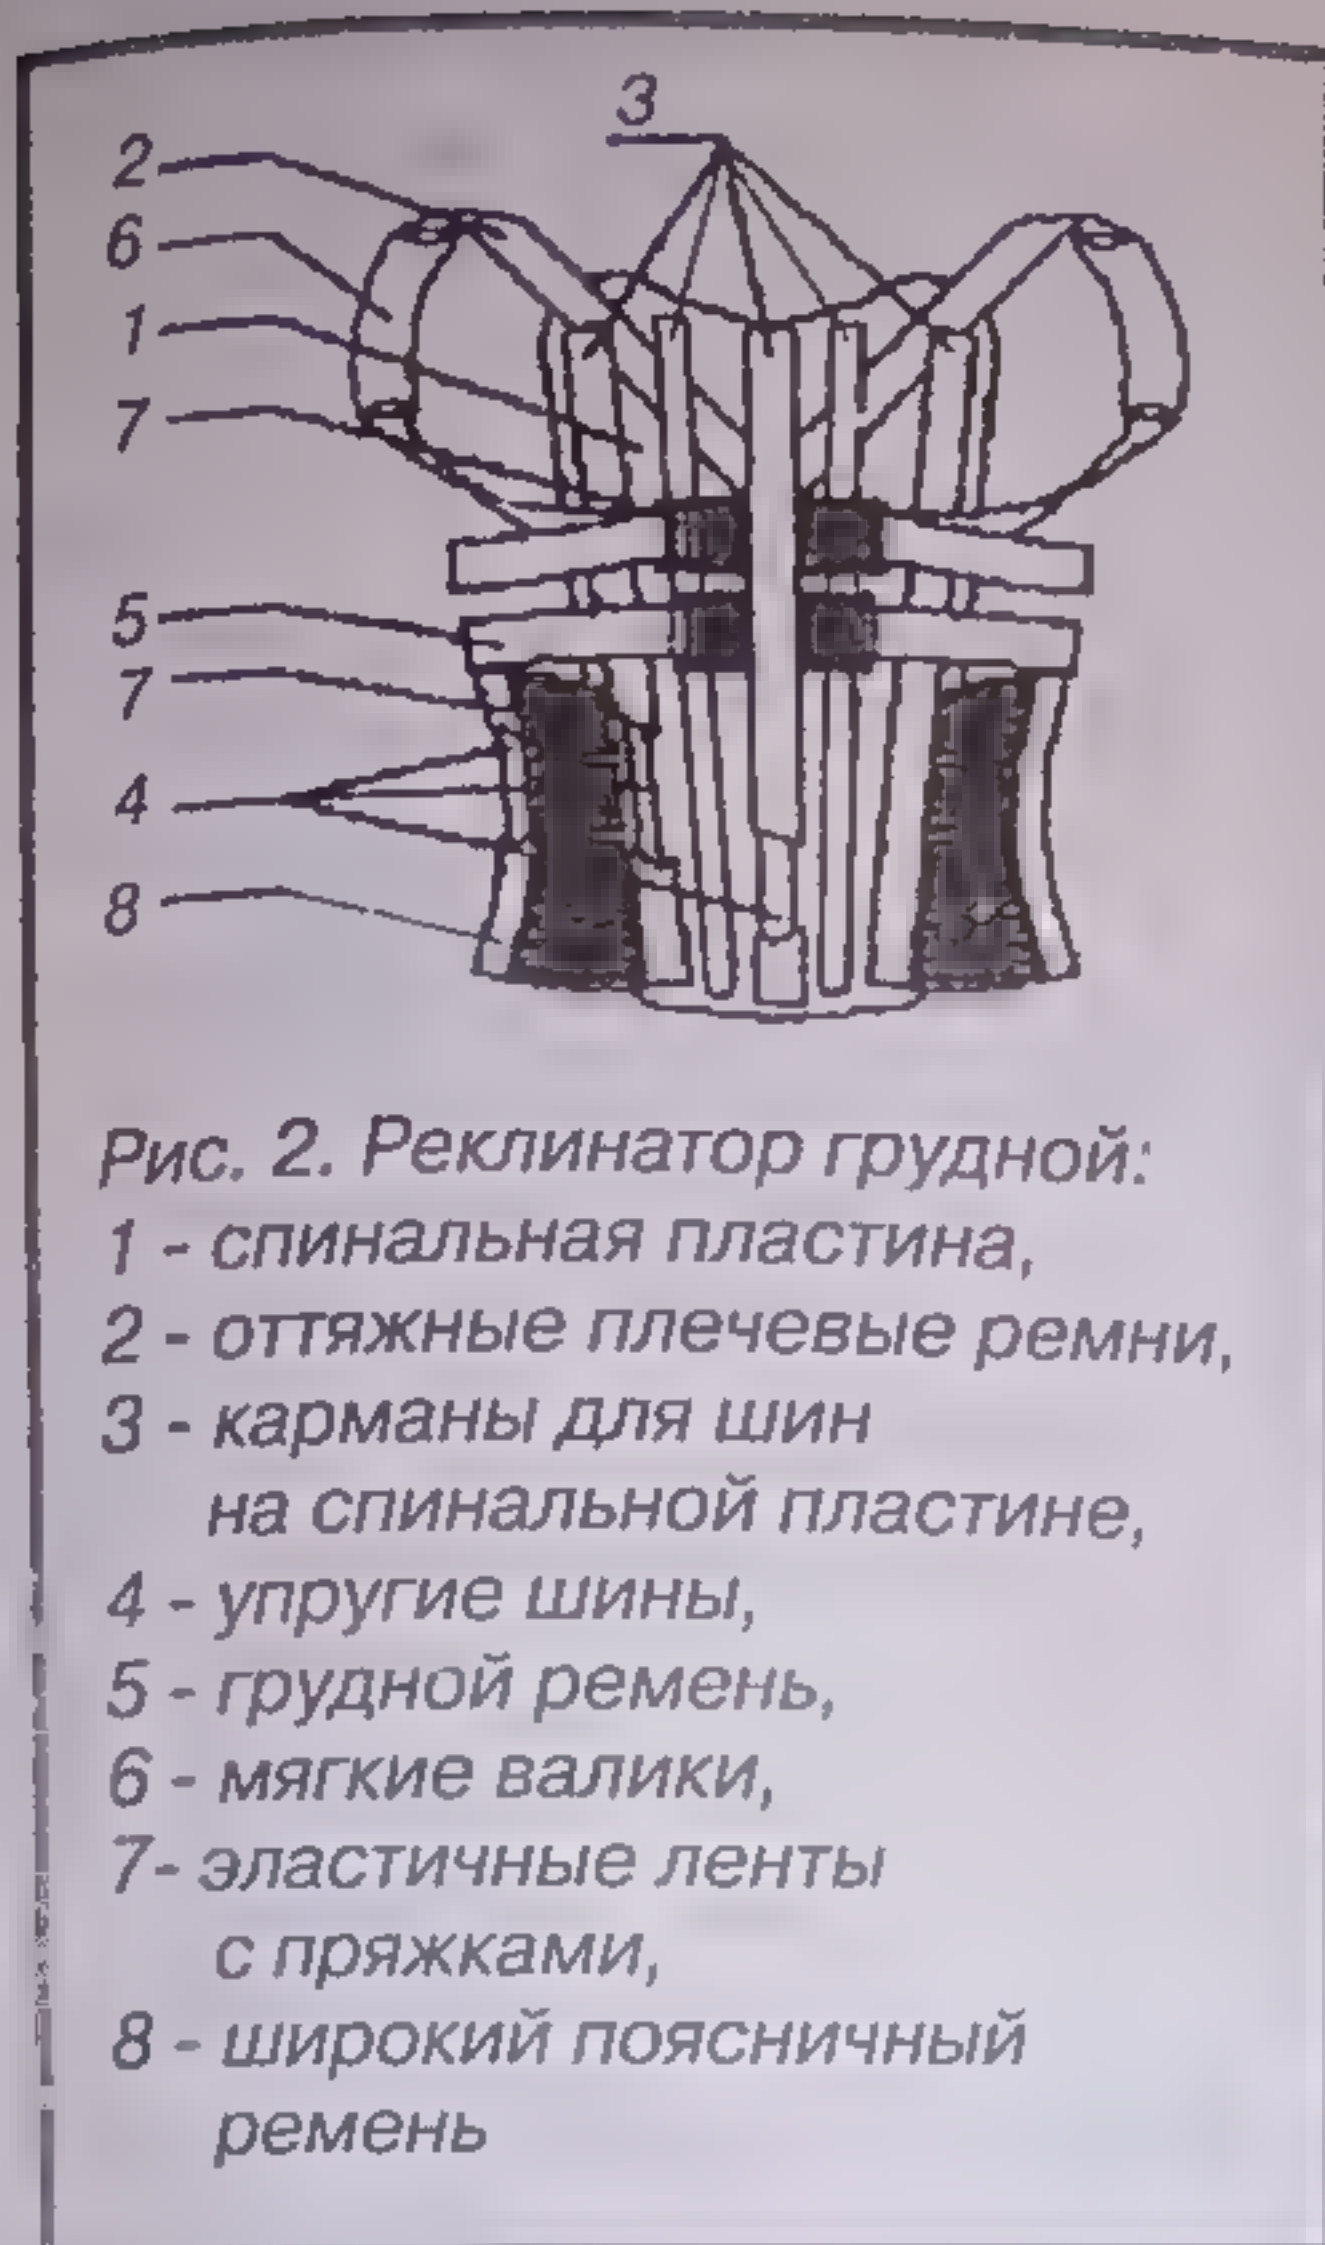 3
2
6
1
7
5
7
4
8
Рис. 2. Реклинатор грудной:
1 - спинальная пластина,
2 - оттяжные плечевые ремни,
3 - карманы для шин
на спинальной пластине,
4 - упругие шины,
5 - грудной ремень,
6 - мягкие валики,
7- эластичные ленты
с пряжками,
8 - широкий поясничный
ремень